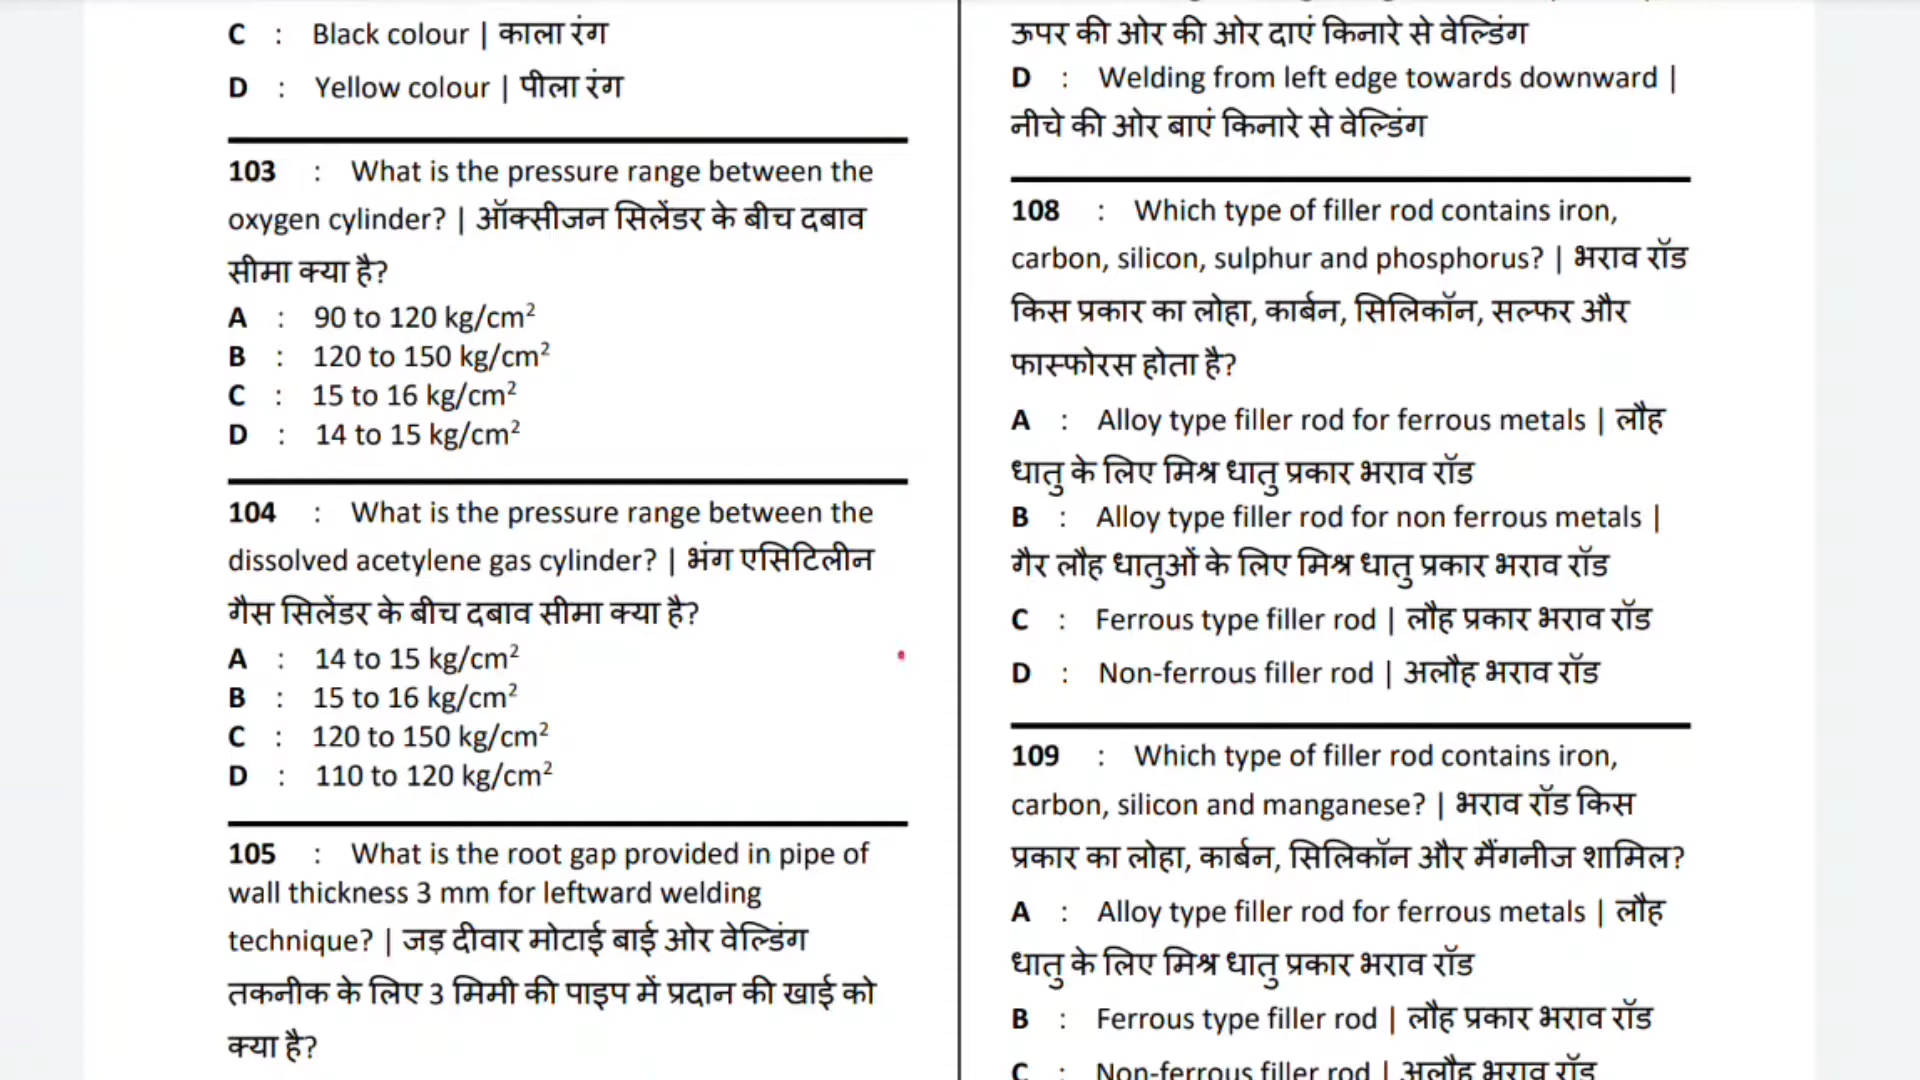 C : Black colour | काला रंग
D : Yellow colour | पीला रंग
103 : What is the pressure range between the
oxygen cylinder? | ऑक्सीजन सिलेंडर के बीच दबाव
सीमा क्या है?
A : 90 to 120 kg/cm²
B : 120 to 150 kg/cm²
C : 15 to 16 kg/cm²
D : 14 to 15 kg/cm²
104 : What is the pressure range between the
dissolved acetylene gas cylinder? | भंग एसिटिलीन
गैस सिलेंडर के बीच दबाव सीमा क्या है?
A : 14 to 15 kg/cm²
B : 15 to 16 kg/cm²
C : 120 to 150 kg/cm²
D : 110 to 120 kg/cm²
105 : What is the root gap provided in pipe of
wall thickness 3 mm for leftward welding
technique? | जड़ दीवार मोटाई बाई ओर वेल्डिंग
तकनीक के लिए 3 मिमी की पाइप में प्रदान की खाई को
क्या है?
ऊपर की ओर की ओर दाएं किनारे से वेल्डिंग
D : Welding from left edge towards downward |
नीचे की ओर बाएं किनारे से वेल्डिंग
108 : Which type of filler rod contains iron,
carbon, silicon, sulphur and phosphorus? | भराव रॉड
किस प्रकार का लोहा, कार्बन, सिलिकॉन, सल्फर और
फास्फोरस होता है?
A : Alloy type filler rod for ferrous metals | लौह
धातु के लिए मिश्र धातु प्रकार भराव रॉड
B : Alloy type filler rod for non ferrous metals |
गैर लौह धातुओं के लिए मिश्र धातु प्रकार भराव रॉड
C : Ferrous type filler rod | लौह प्रकार भराव रॉड
D : Non-ferrous filler rod | अलौह भराव रॉड
109 : Which type of filler rod contains iron,
carbon, silicon and manganese? | भराव रॉड किस
प्रकार का लोहा, कार्बन, सिलिकॉन और मैंगनीज शामिल?
A : Alloy type filler rod for ferrous metals | लौह
धातु के लिए मिश्र धातु प्रकार भराव रॉड
B : Ferrous type filler rod | लौह प्रकार भराव रॉड
C : Non-ferrous filler rod | अलौह भराव रॉड